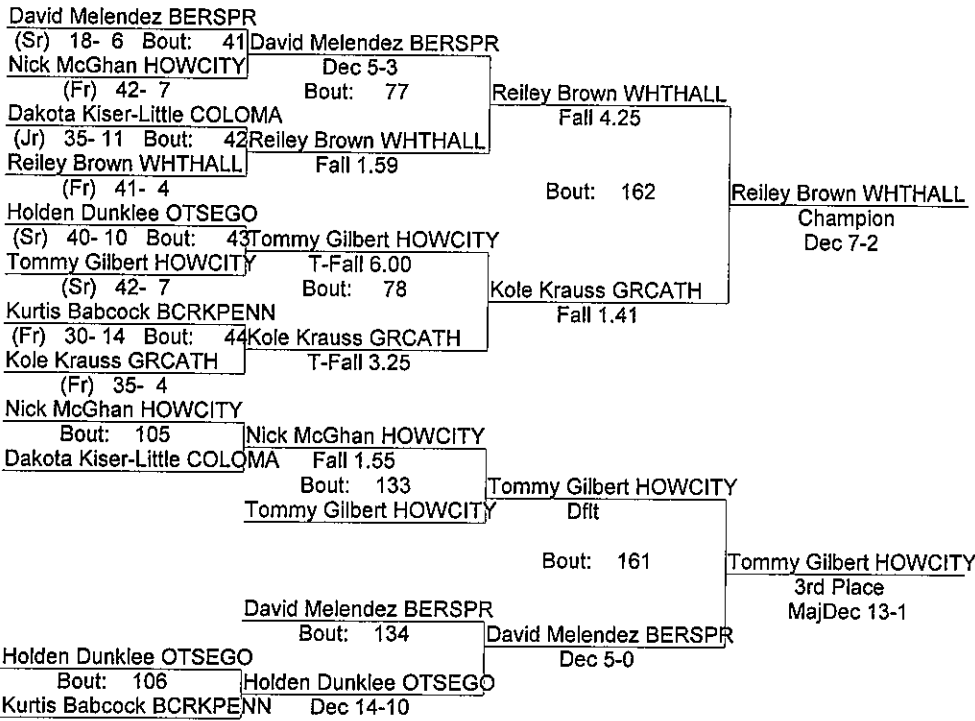 David Melendez BERSPR
(Sr) 18- 6 Bout: 41
Nick McGhan HOWCITY
(Fr) 42- 7
Dakota Kiser-Little COLOMA
(Jr) 35- 11 Bout: 42
Reiley Brown WHTHALL
(Fr) 41- 4
Holden Dunklee OTSEGO
(Sr) 40- 10 Bout: 43
Tommy Gilbert HOWCITY
(Sr) 42- 7
Kurtis Babcock BCRKPENN
(Fr) 30- 14 Bout: 44
Kole Krauss GRCATH
(Fr) 35- 4
David Melendez BERSPR
Dec 5-3
Bout: 77
Reiley Brown WHTHALL
Fall 1.59
Tommy Gilbert HOWCITY
T-Fall 6.00
Bout: 78
Kole Krauss GRCATH
T-Fall 3.25
Reiley Brown WHTHALL
Fall 4.25
Bout: 162
Kole Krauss GRCATH
Fall 1.41
Reiley Brown WHTHALL
Champion
Dec 7-2
Nick McGhan HOWCITY
Bout: 105
Dakota Kiser-Little COLOMA
Nick McGhan HOWCITY
Fall 1.55
Bout: 133
Tommy Gilbert HOWCITY
Tommy Gilbert HOWCITY
Dflt
Bout: 161
David Melendez BERSPR
Bout: 134
Holden Dunklee OTSEGO
Bout: 106
Kurtis Babcock BCRKPENN
Holden Dunklee OTSEGO
Dec 14-10
David Melendez BERSPR
Dec 5-0
Tommy Gilbert HOWCITY
3rd Place
MajDec 13-1